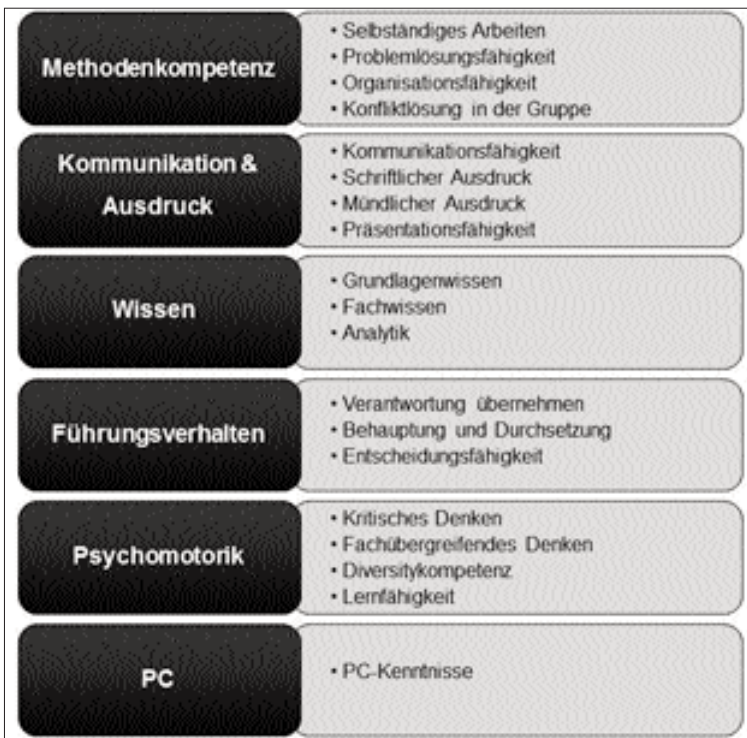 Methodenkompetenz
• Selbständiges Arbeiten
• Problemlösungsfähigkeit
• Organisationsfähigkeit
• Konfliktlösung in der Gruppe
Kommunikation &
Ausdruck
• Kommunikationsfähigkeit
• Schriftlicher Ausdruck
• Mündlicher Ausdruck
• Präsentationsfähigkeit
Wissen
• Grundlagenwissen
• Fachwissen
• Analytik
Führungsverhalten
• Verantwortung übernehmen
• Behauptung und Durchsetzung
• Entscheidungsfähigkeit
Psychomotorik
• Kritisches Denken
• Fachübergreifendes Denken
• Diversitykompetenz
• Lernfähigkeit
PC
• PC-Kenntnisse